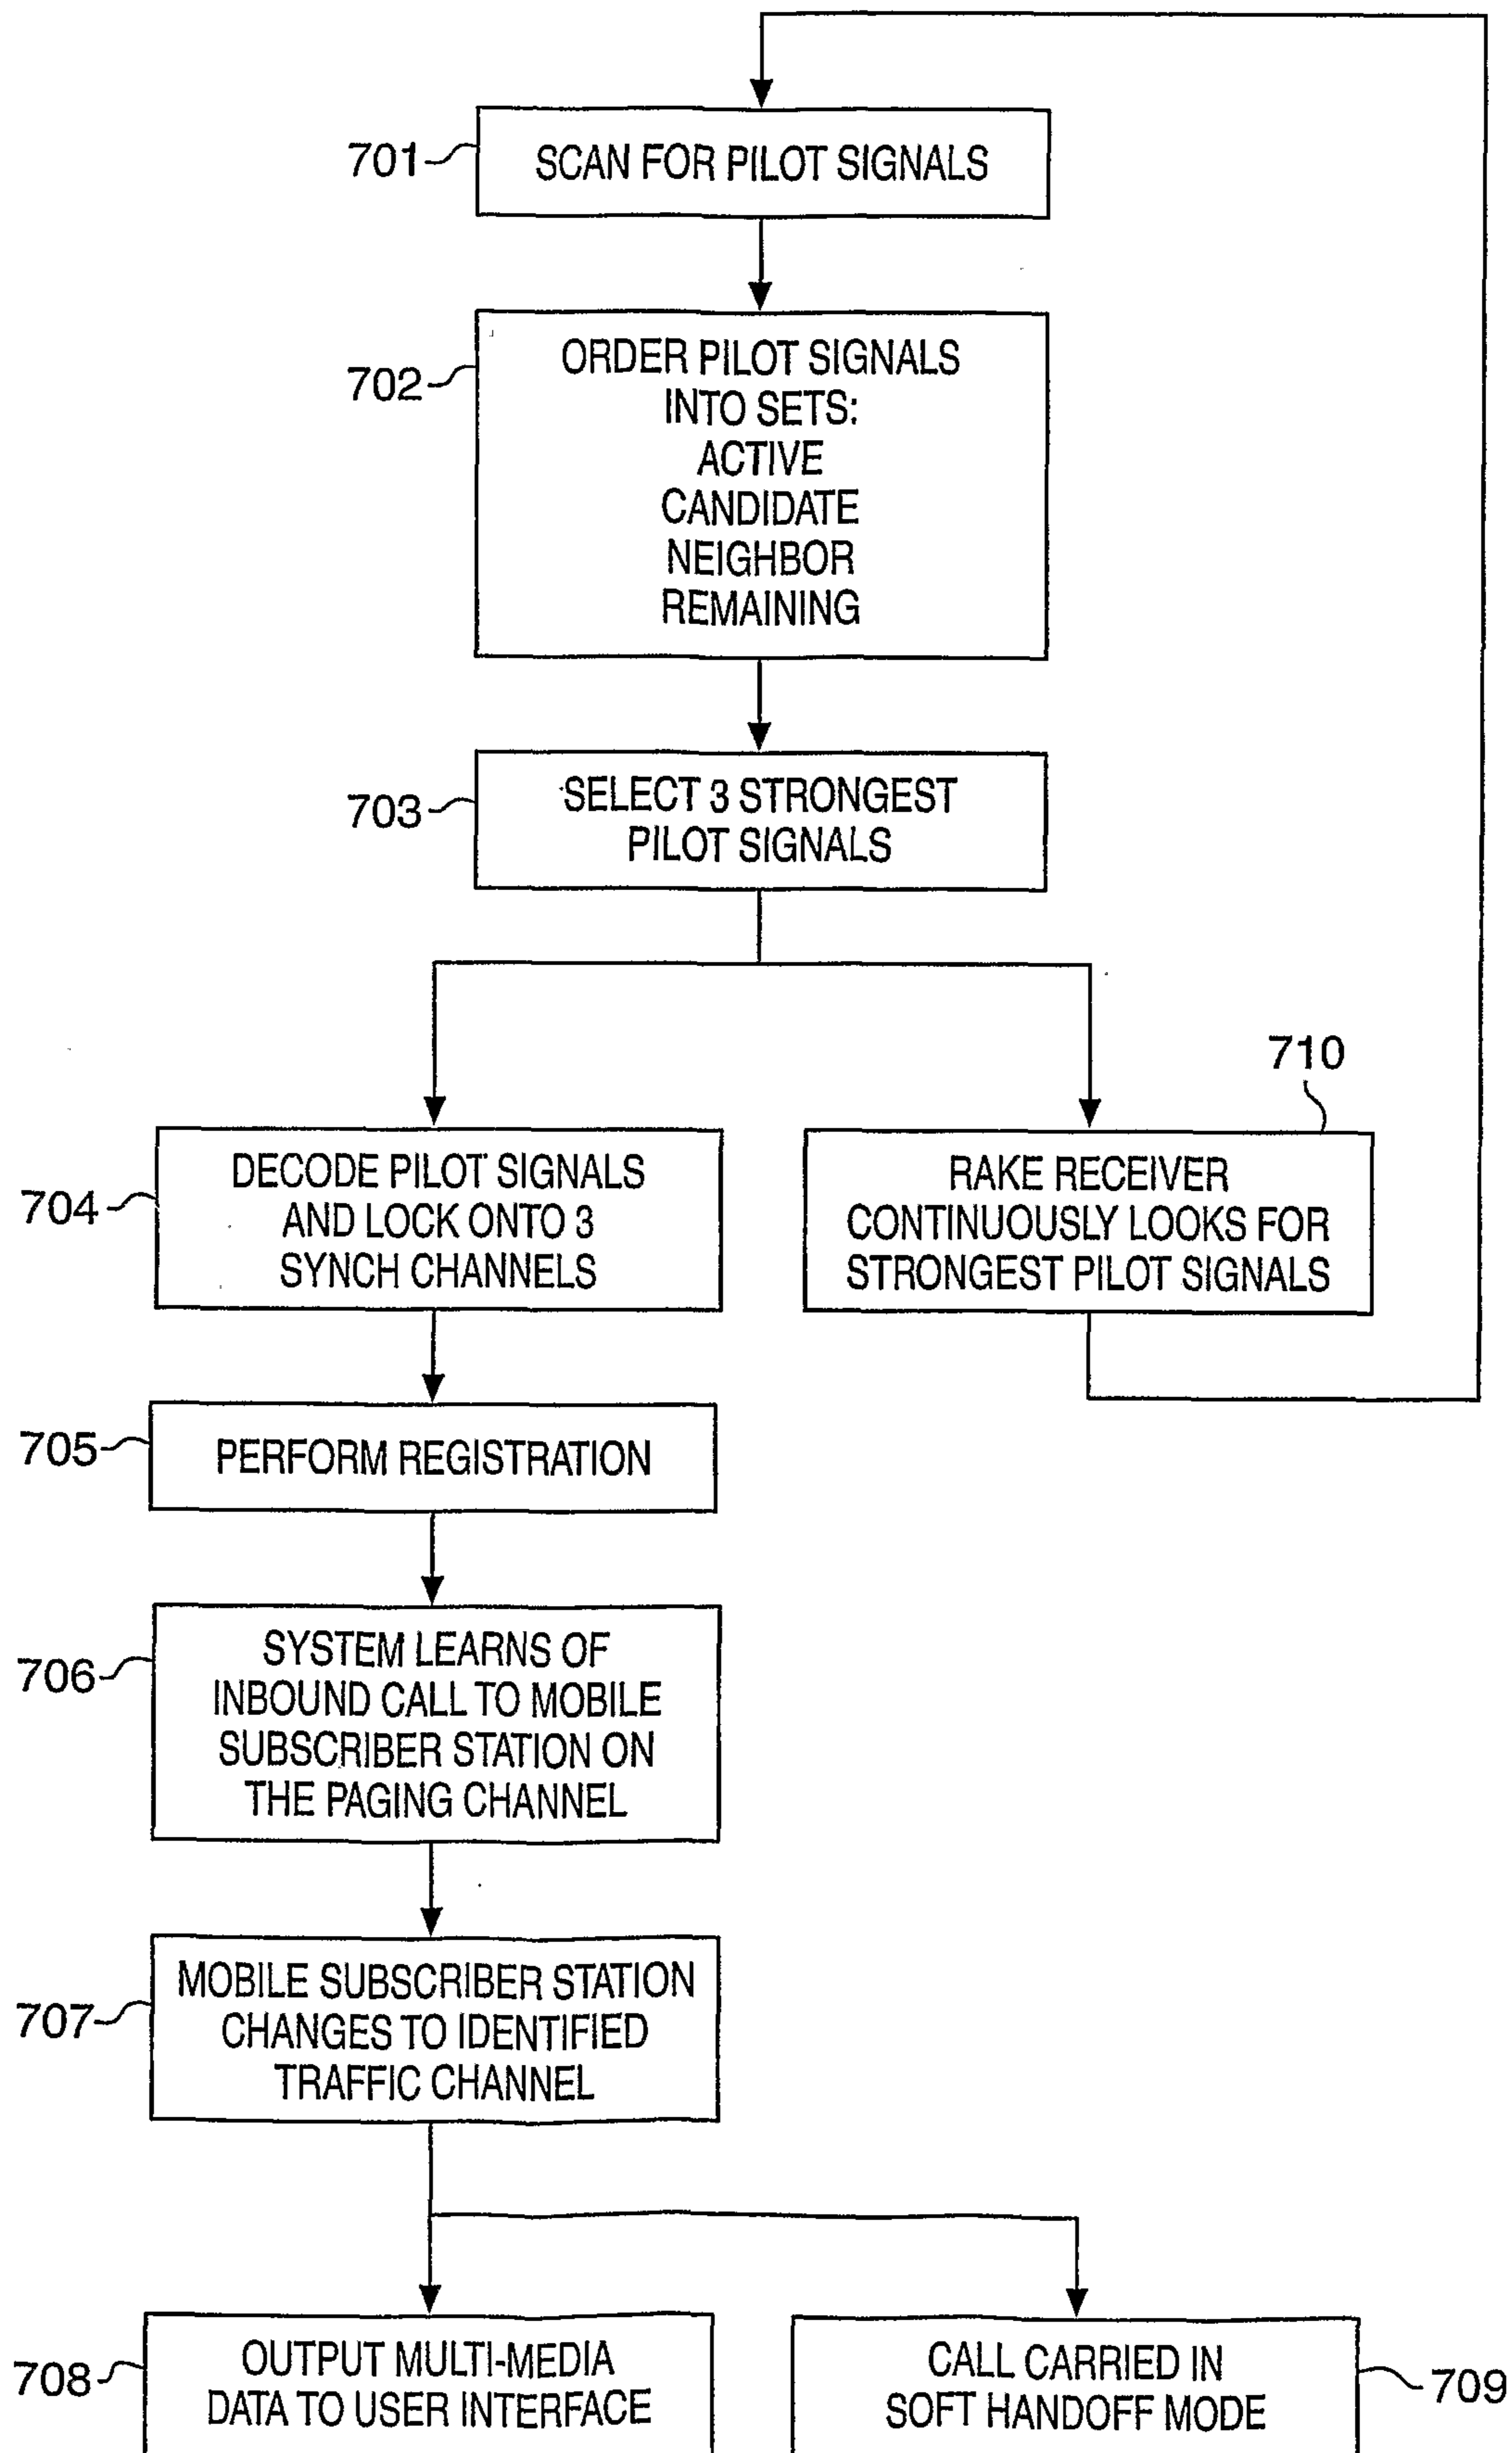 701
SCAN FOR PILOT SIGNALS
702
ORDER PILOT SIGNALS
INTO SETS:
ACTIVE
CANDIDATE
NEIGHBOR
REMAINING
703
SELECT 3 STRONGEST
PILOT SIGNALS
704
DECODE PILOT SIGNALS
AND LOCK ONTO 3
SYNCH CHANNELS
710
RAKE RECEIVER
CONTINUOUSLY LOOKS FOR
STRONGEST PILOT SIGNALS
705
PERFORM REGISTRATION
706
SYSTEM LEARNS OF
INBOUND CALL TO MOBILE
SUBSCRIBER STATION ON
THE PAGING CHANNEL
707
MOBILE SUBSCRIBER STATION
CHANGES TO IDENTIFIED
TRAFFIC CHANNEL
708
OUTPUT MULTI-MEDIA
DATA TO USER INTERFACE
CALL CARRIED IN
SOFT HANDOFF MODE
709